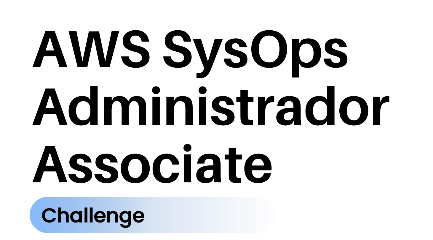 AWS SysOps
Administrador
Associate
Challenge